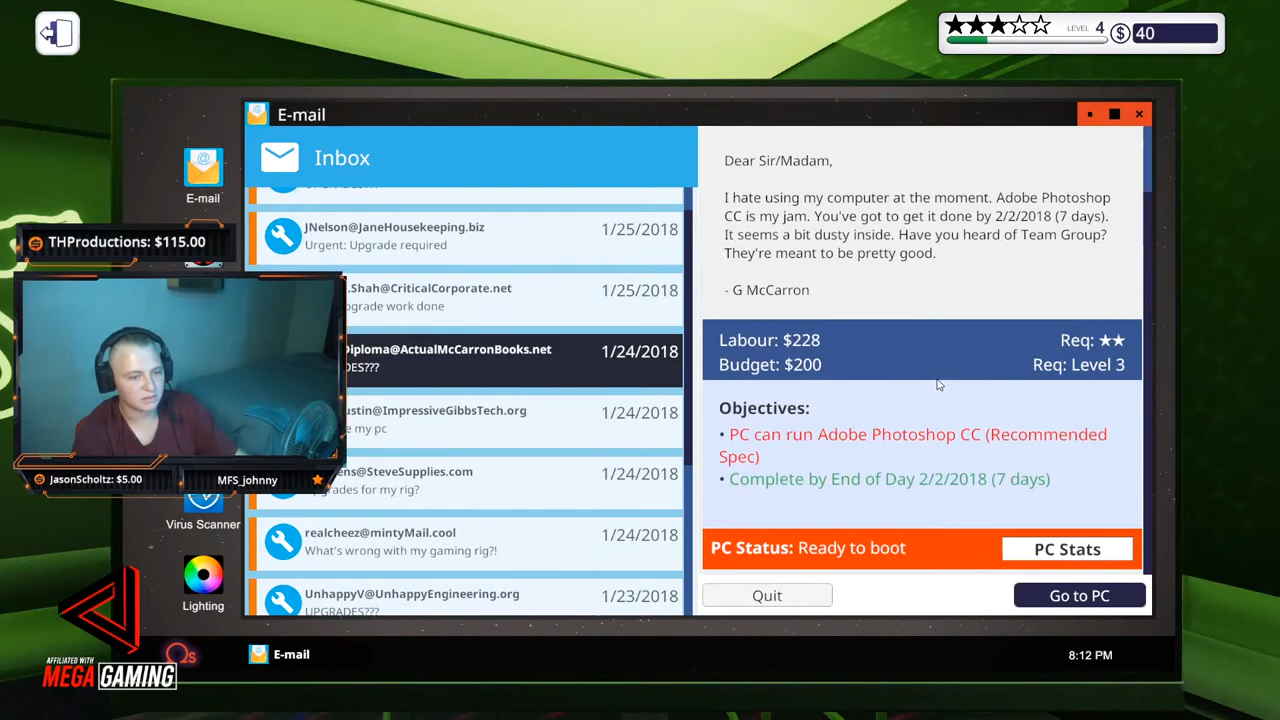 LEVEL 4 $ 40
E-mail
Inbox
E-mail
JNelson@JaneHousekeeping.biz 1/25/2018
Urgent: Upgrade required
.Shah@CriticalCorporate.net 1/25/2018
work done
@ActualMcCarronBooks.net 1/24/2018
DES???
@ImpressiveGibbsTech.org 1/24/2018
my pc
@SteveSupplies.com 1/24/2018
for my rig?
realcheez@mintyMail.cool 1/24/2018
What's wrong with my gaming rig?!
UnhappyV@UnhappyEngineering.org 1/23/2018
UPGRADES???
Dear Sir/Madam,
I hate using my computer at the moment. Adobe Photoshop
CC is my jam. You've got to get it done by 2/2/2018 (7 days).
It seems a bit dusty inside. Have you heard of Team Group?
They're meant to be pretty good.
- G McCarron
Labour: $228 Req: ★★
Budget: $200 Req: Level 3
Objectives:
• PC can run Adobe Photoshop CC (Recommended
Spec)
• Complete by End of Day 2/2/2018 (7 days)
PC Status: Ready to boot PC Stats
Quit Go to PC
THProductions: $115.00
JasonScholtz: $5.00 MFS_johnny
Virus Scanner
Lighting
AFFILIATED WITH
MEGA GAMING
E-mail 8:12 PM